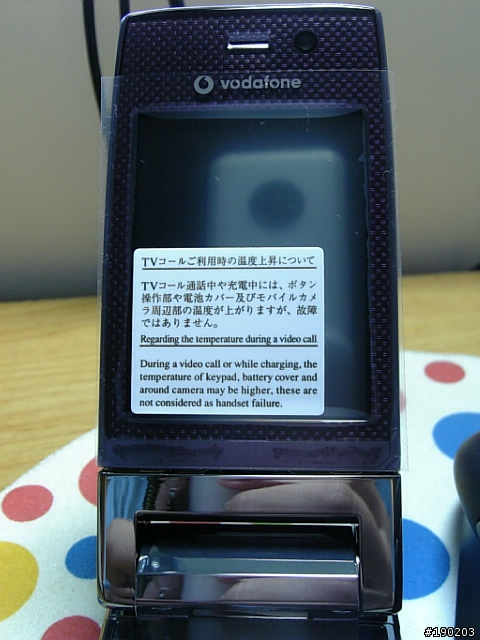 vodafone
TVコールご利用時の温度上昇について
TVコール通話中や充電中には、ボタン
操作部や電池カバー及びモバイルカメ
ラ周辺部の温度が上がりますが、故障
ではありません。
Regarding the temperature during a video call
During a video call or while charging, the
temperature of keypad, battery cover and
around camera may be higher, these are
not considered as handset failure.
#190203